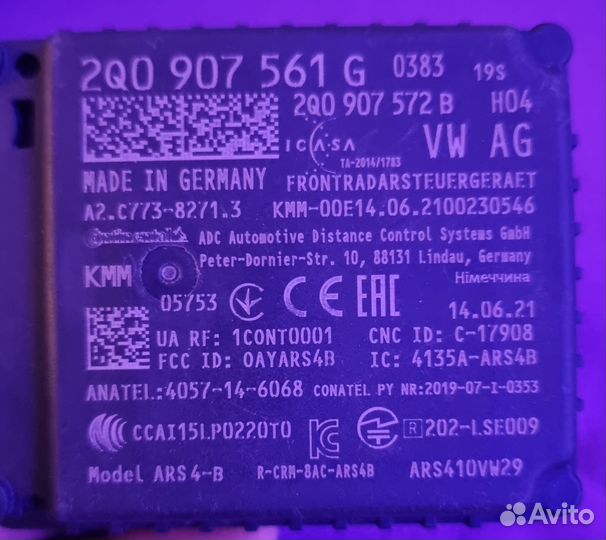 2Q0 907 561 G 0383 19S
2Q0 907 572 B H04
ICASA
TA-2014/1783
VW AG
MADE IN GERMANY FRONTRADARSTEUERGERAET
A2.C773-8271.3 KMM-00E14.06.2100230546
ADC Automotive Distance Control Systems GmbH
Peter-Dornier-Str. 10, 88131 Lindau, Germany
KMM Німеччина
05753 CE EAC 14.06.21
UA RF: 1CONT0001 CNC ID: C-17908
FCC ID: OAYARS4B IC: 4135A-ARS4B
ANATEL:4057-14-6068 CONATEL PY NR:2019-07-I-0353
CCAI15LP0220T0 R 202-LSE009
Model ARS4-B R-CRM-8AC-ARS4B ARS410VW29
Avito